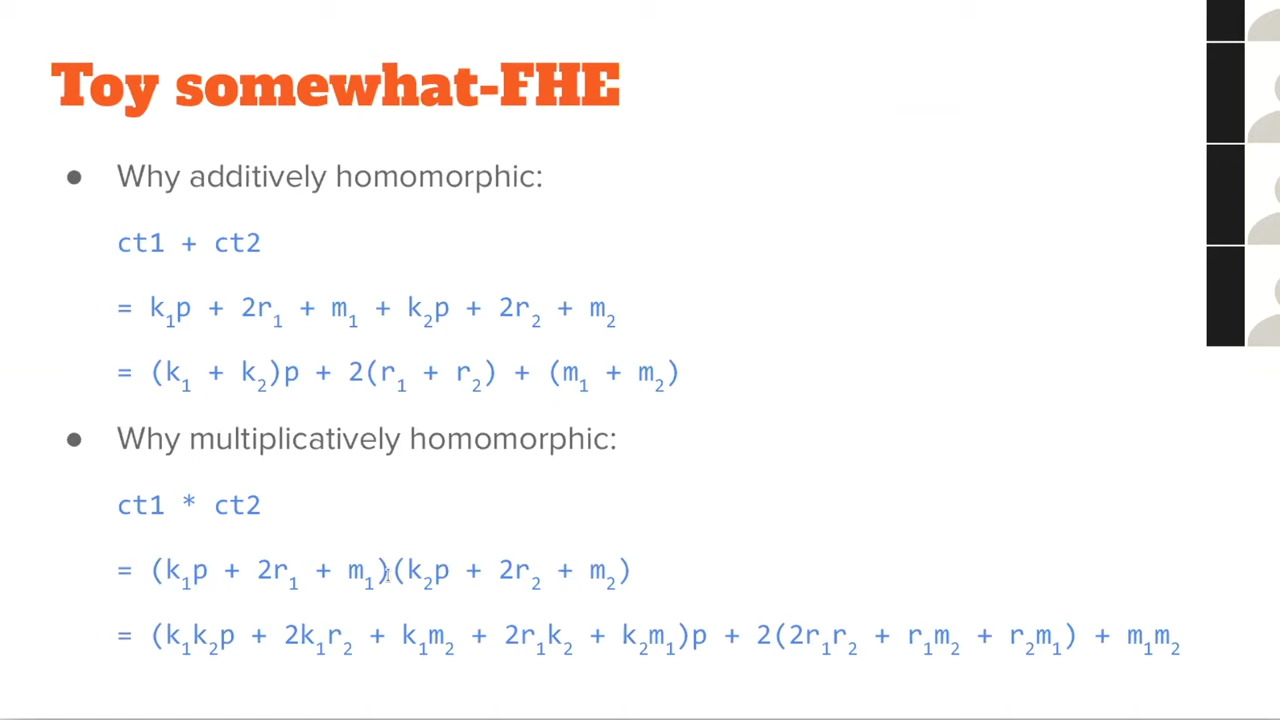 Toy somewhat-FHE
● Why additively homomorphic:
ct1 + ct2
= k₁p + 2r₁ + m₁ + k₂p + 2r₂ + m₂
= (k₁ + k₂)p + 2(r₁ + r₂) + (m₁ + m₂)
● Why multiplicatively homomorphic:
ct1 * ct2
= (k₁p + 2r₁ + m₁)(k₂p + 2r₂ + m₂)
= (k₁k₂p + 2k₁r₂ + k₁m₂ + 2r₁k₂ + k₂m₁)p + 2(2r₁r₂ + r₁m₂ + r₂m₁) + m₁m₂